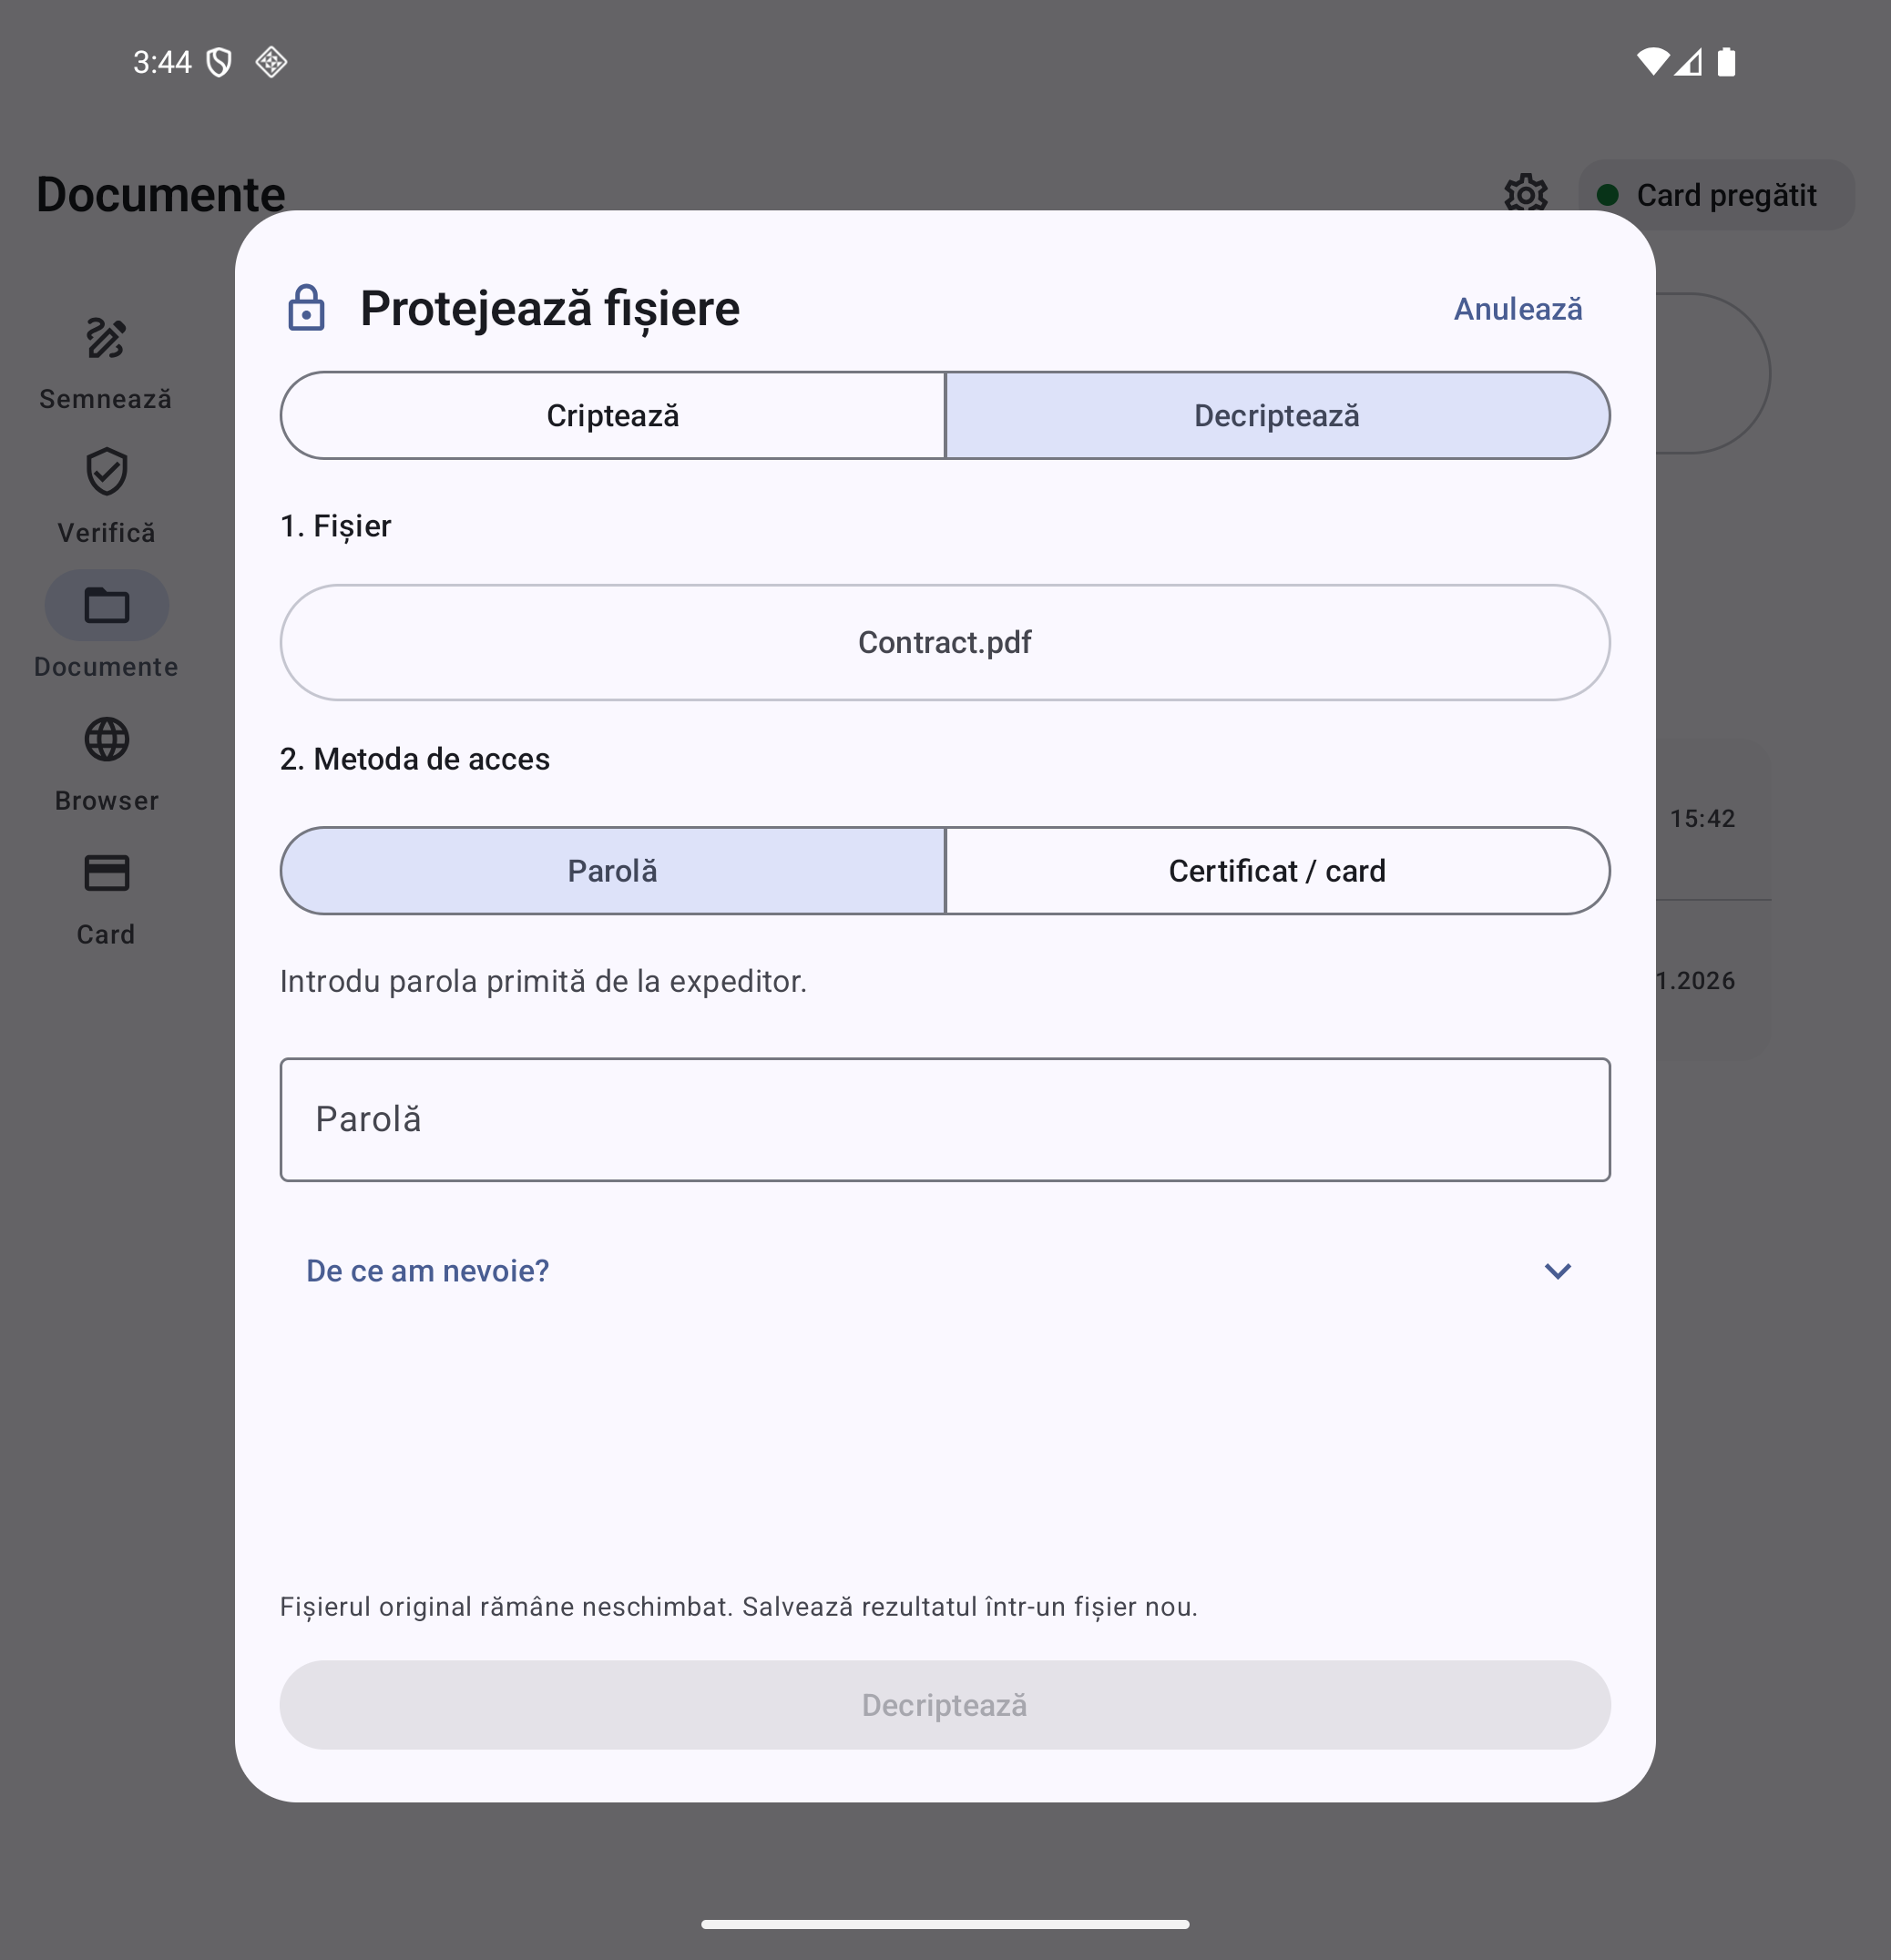 3:44
Documente
Card pregătit
Semnează
Verifică
Documente
Browser
Card
Protejează fișiere
Anulează
Criptează
Decriptează
1. Fișier
Contract.pdf
2. Metoda de acces
Parolă
Certificat / card
Introdu parola primită de la expeditor.
Parolă
De ce am nevoie?
Fișierul original rămâne neschimbat. Salvează rezultatul într-un fișier nou.
Decriptează
15:42
1.2026